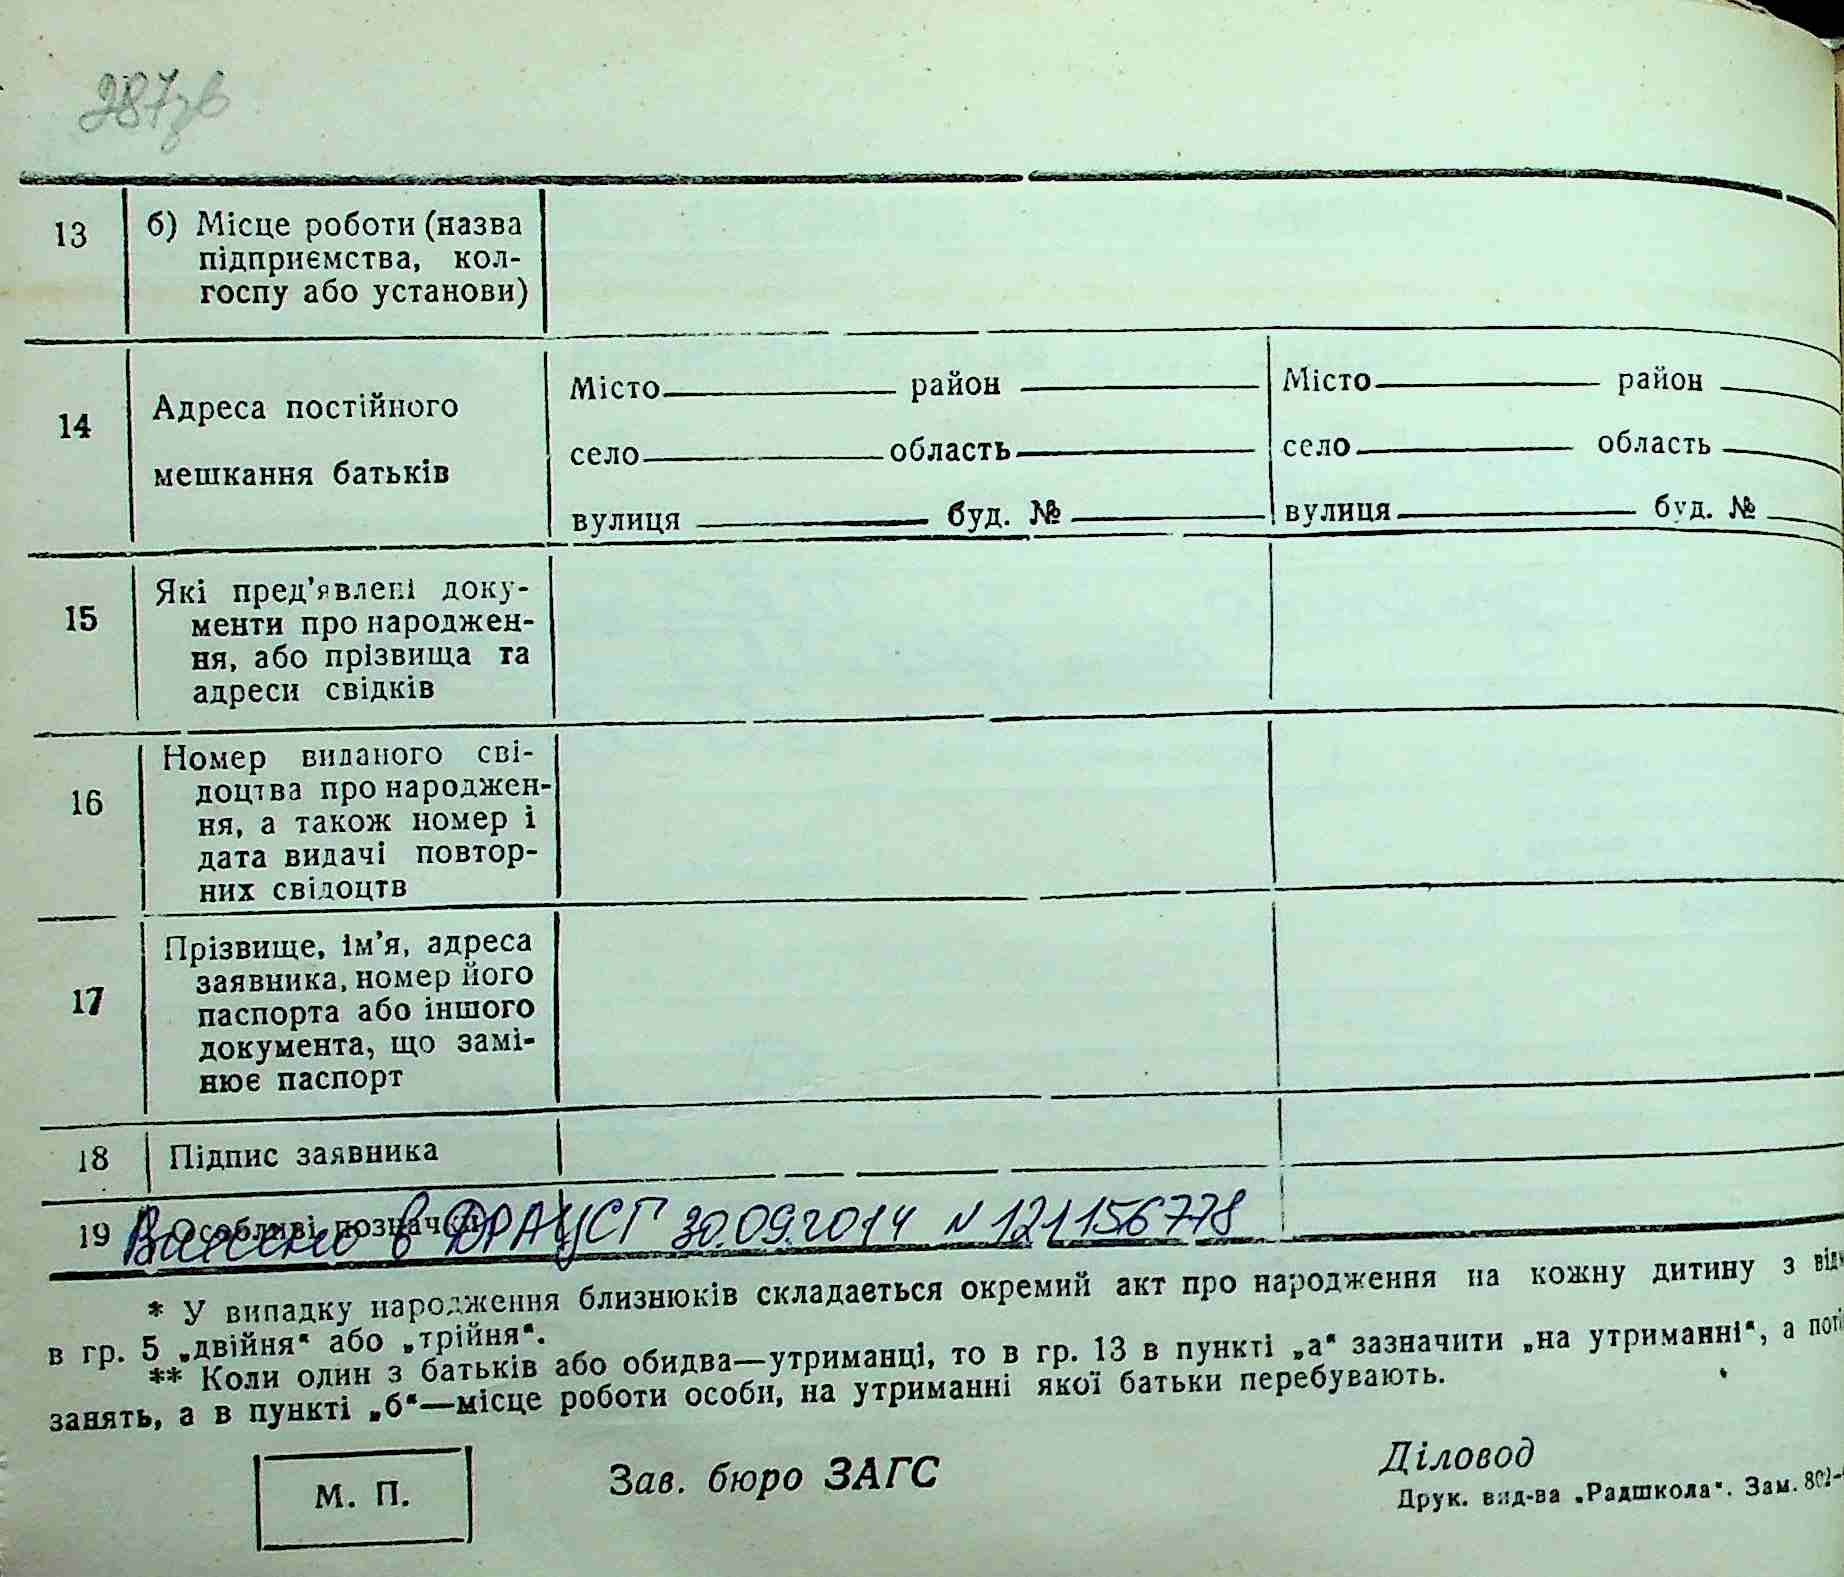 287зв
13 б) Місце роботи (назва
підприємства, кол-
госпу або установи)
14 Адреса постійного
мешкання батьків
Місто район Місто район
село область село область
вулиця буд. № вулиця буд. №
15 Які пред’явлені доку-
менти про народжен-
ня, або прізвища та
адреси свідків
16 Номер виданого сві-
доцтва про народжен-
ня, а також номер і
дата видачі повтор-
них свідоцтв
17 Прізвище, ім’я, адреса
заявника, номер його
паспорта або іншого
документа, що замі-
нює паспорт
18 Підпис заявника
19 Особливі позначки
Внесено в ДРАЦСГ 30.09.2014 N 121156778
* У випадку народження близнюків складається окремий акт про народження на кожну дитину з
в гр. 5 „двійня“ або „трійня“.
** Коли один з батьків або обидва—утриманці, то в гр. 13 в пункті „а“ зазначити „на утриманні“, а
занять, а в пункті „б“—місце роботи особи, на утриманні якої батьки перебувають.
М. П. Зав. бюро ЗАГС Діловод
Друк. вид-ва „Радшкола“. Зам.